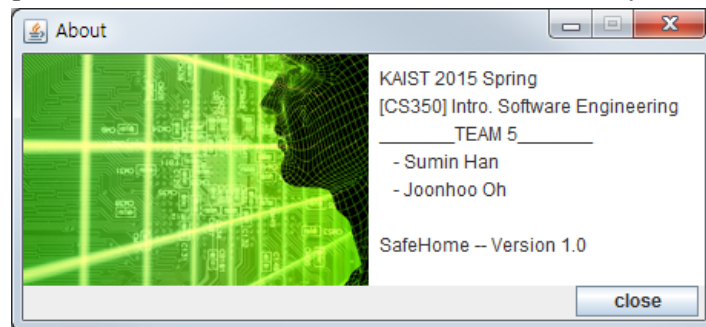 About
KAIST 2015 Spring
[CS350] Intro. Software Engineering
________TEAM 5________
- Sumin Han
- Joonhoo Oh
SafeHome -- Version 1.0
close